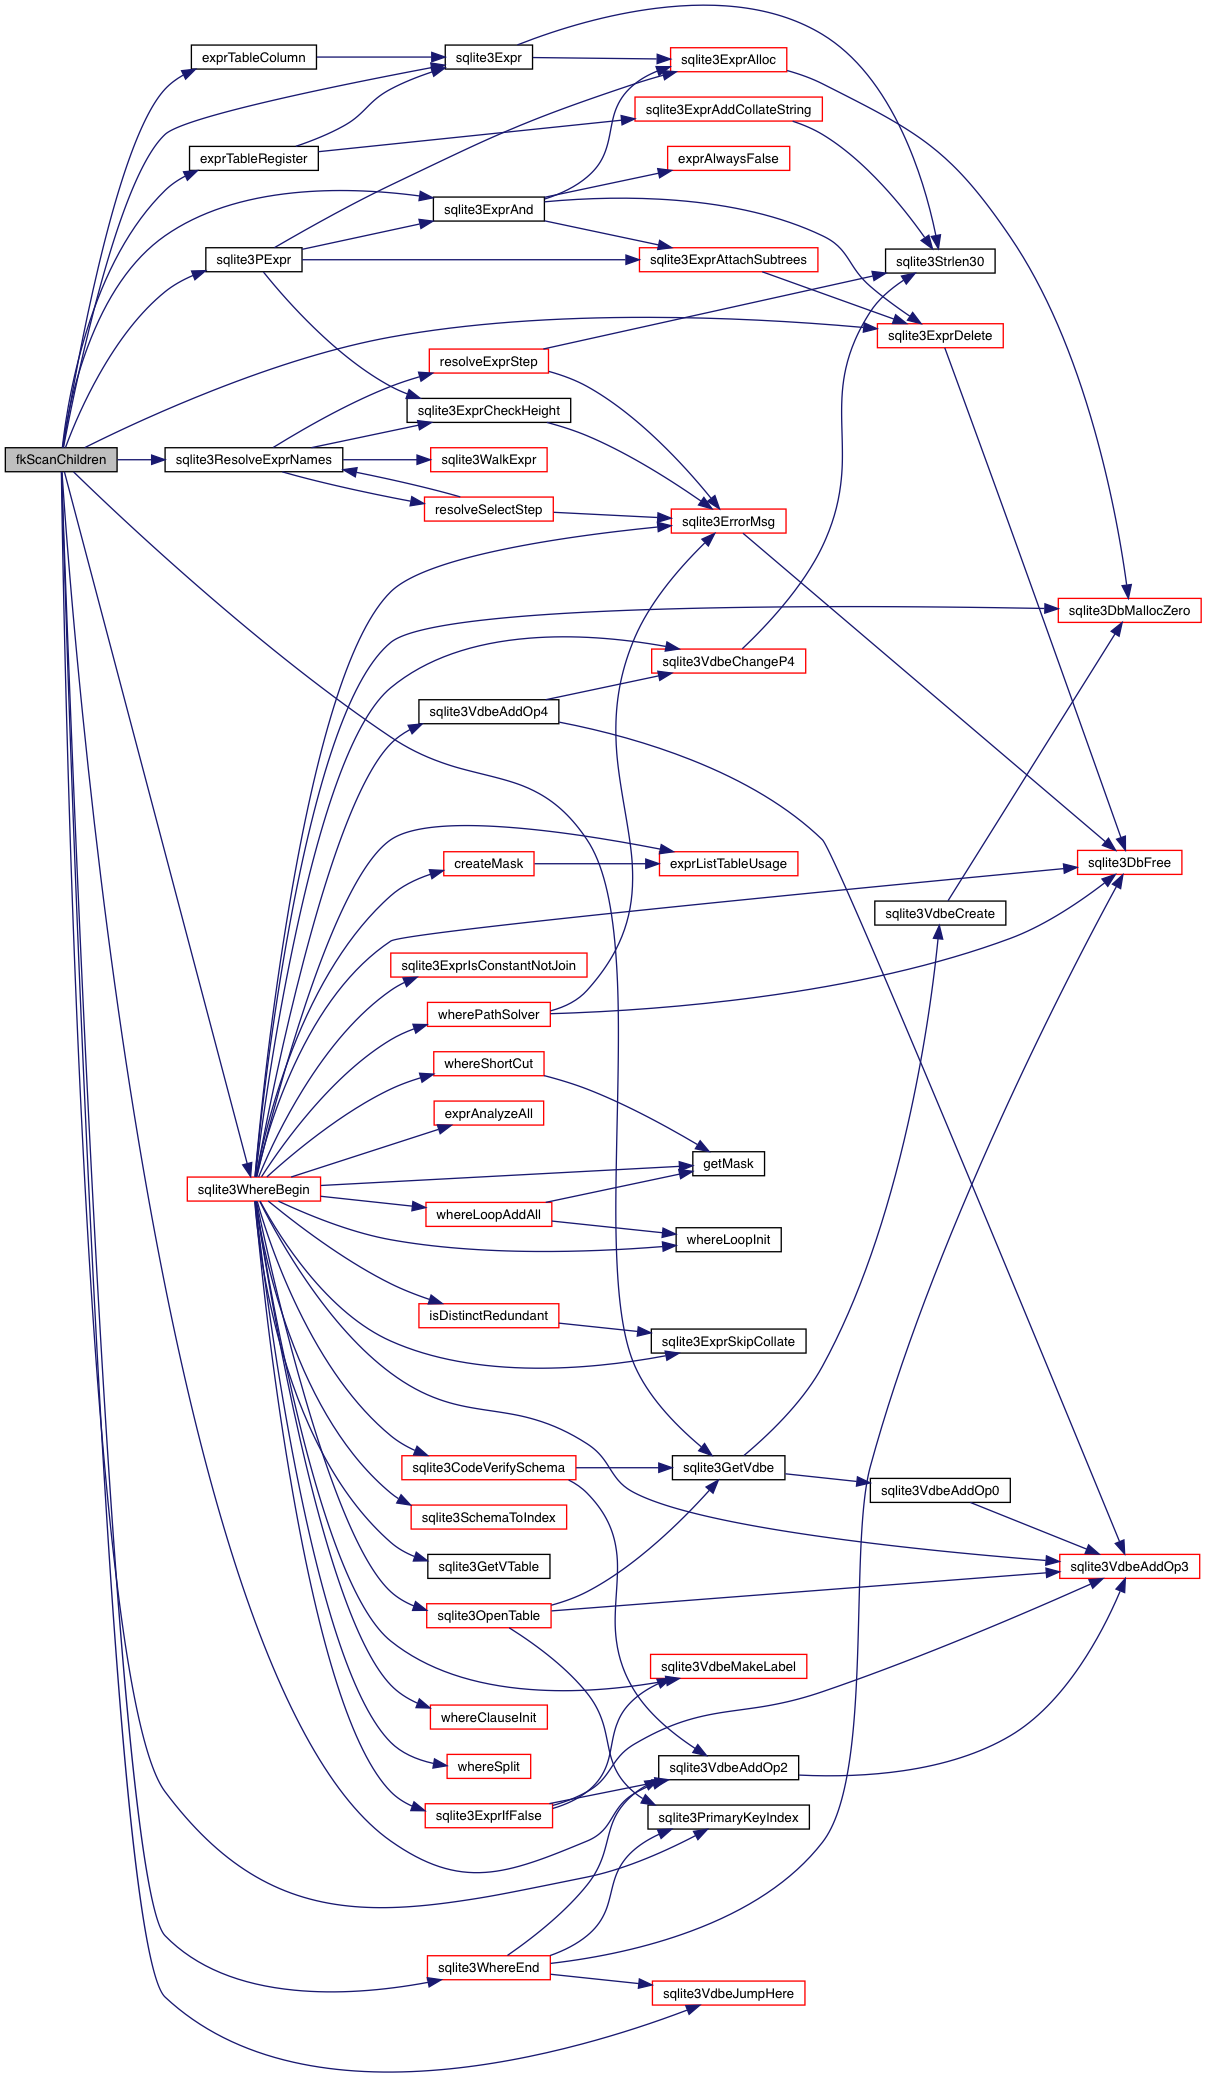 exprTableColumn
sqlite3Expr
sqlite3ExprAlloc
sqlite3ExprAddCollateString
exprTableRegister
exprAlwaysFalse
sqlite3ExprAnd
sqlite3PExpr
sqlite3ExprAttachSubtrees
sqlite3Strlen30
sqlite3ExprDelete
resolveExprStep
sqlite3ExprCheckHeight
fkScanChildren
sqlite3ResolveExprNames
sqlite3WalkExpr
resolveSelectStep
sqlite3ErrorMsg
sqlite3DbMallocZero
sqlite3VdbeChangeP4
sqlite3VdbeAddOp4
createMask
exprListTableUsage
sqlite3DbFree
sqlite3VdbeCreate
sqlite3ExprIsConstantNotJoin
wherePathSolver
whereShortCut
exprAnalyzeAll
getMask
sqlite3WhereBegin
whereLoopAddAll
whereLoopInit
isDistinctRedundant
sqlite3ExprSkipCollate
sqlite3CodeVerifySchema
sqlite3GetVdbe
sqlite3VdbeAddOp0
sqlite3SchemaToIndex
sqlite3GetVTable
sqlite3VdbeAddOp3
sqlite3OpenTable
sqlite3VdbeMakeLabel
whereClauseInit
whereSplit
sqlite3VdbeAddOp2
sqlite3ExprIfFalse
sqlite3PrimaryKeyIndex
sqlite3WhereEnd
sqlite3VdbeJumpHere